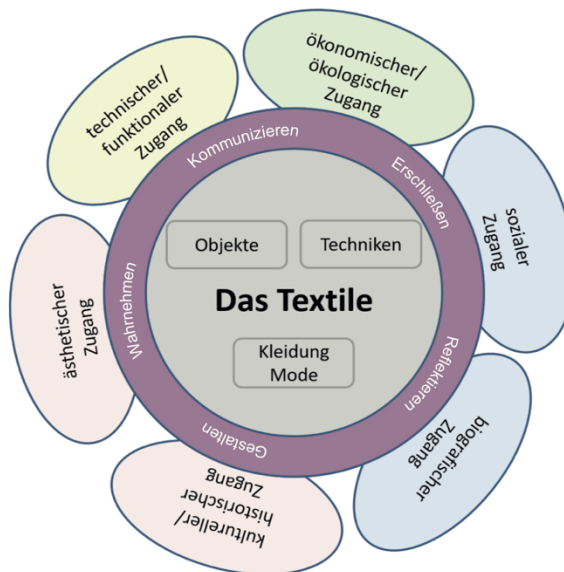 ökonomischer/
ökologischer
Zugang
technischer/
funktionaler
Zugang
Kommunizieren
Erschließen
sozialer
Zugang
Objekte
Techniken
Das Textile
Kleidung
Mode
Wahrnehmen
ästhetischer
Zugang
Reflektieren
biografischer
Zugang
Gestalten
kultureller/
historischer
Zugang